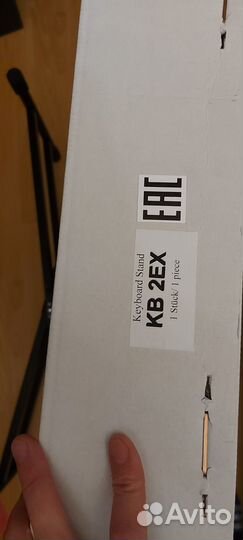 EAC
Keyboard Stand
KB 2EX
1 Stück/ 1 piece
Avito